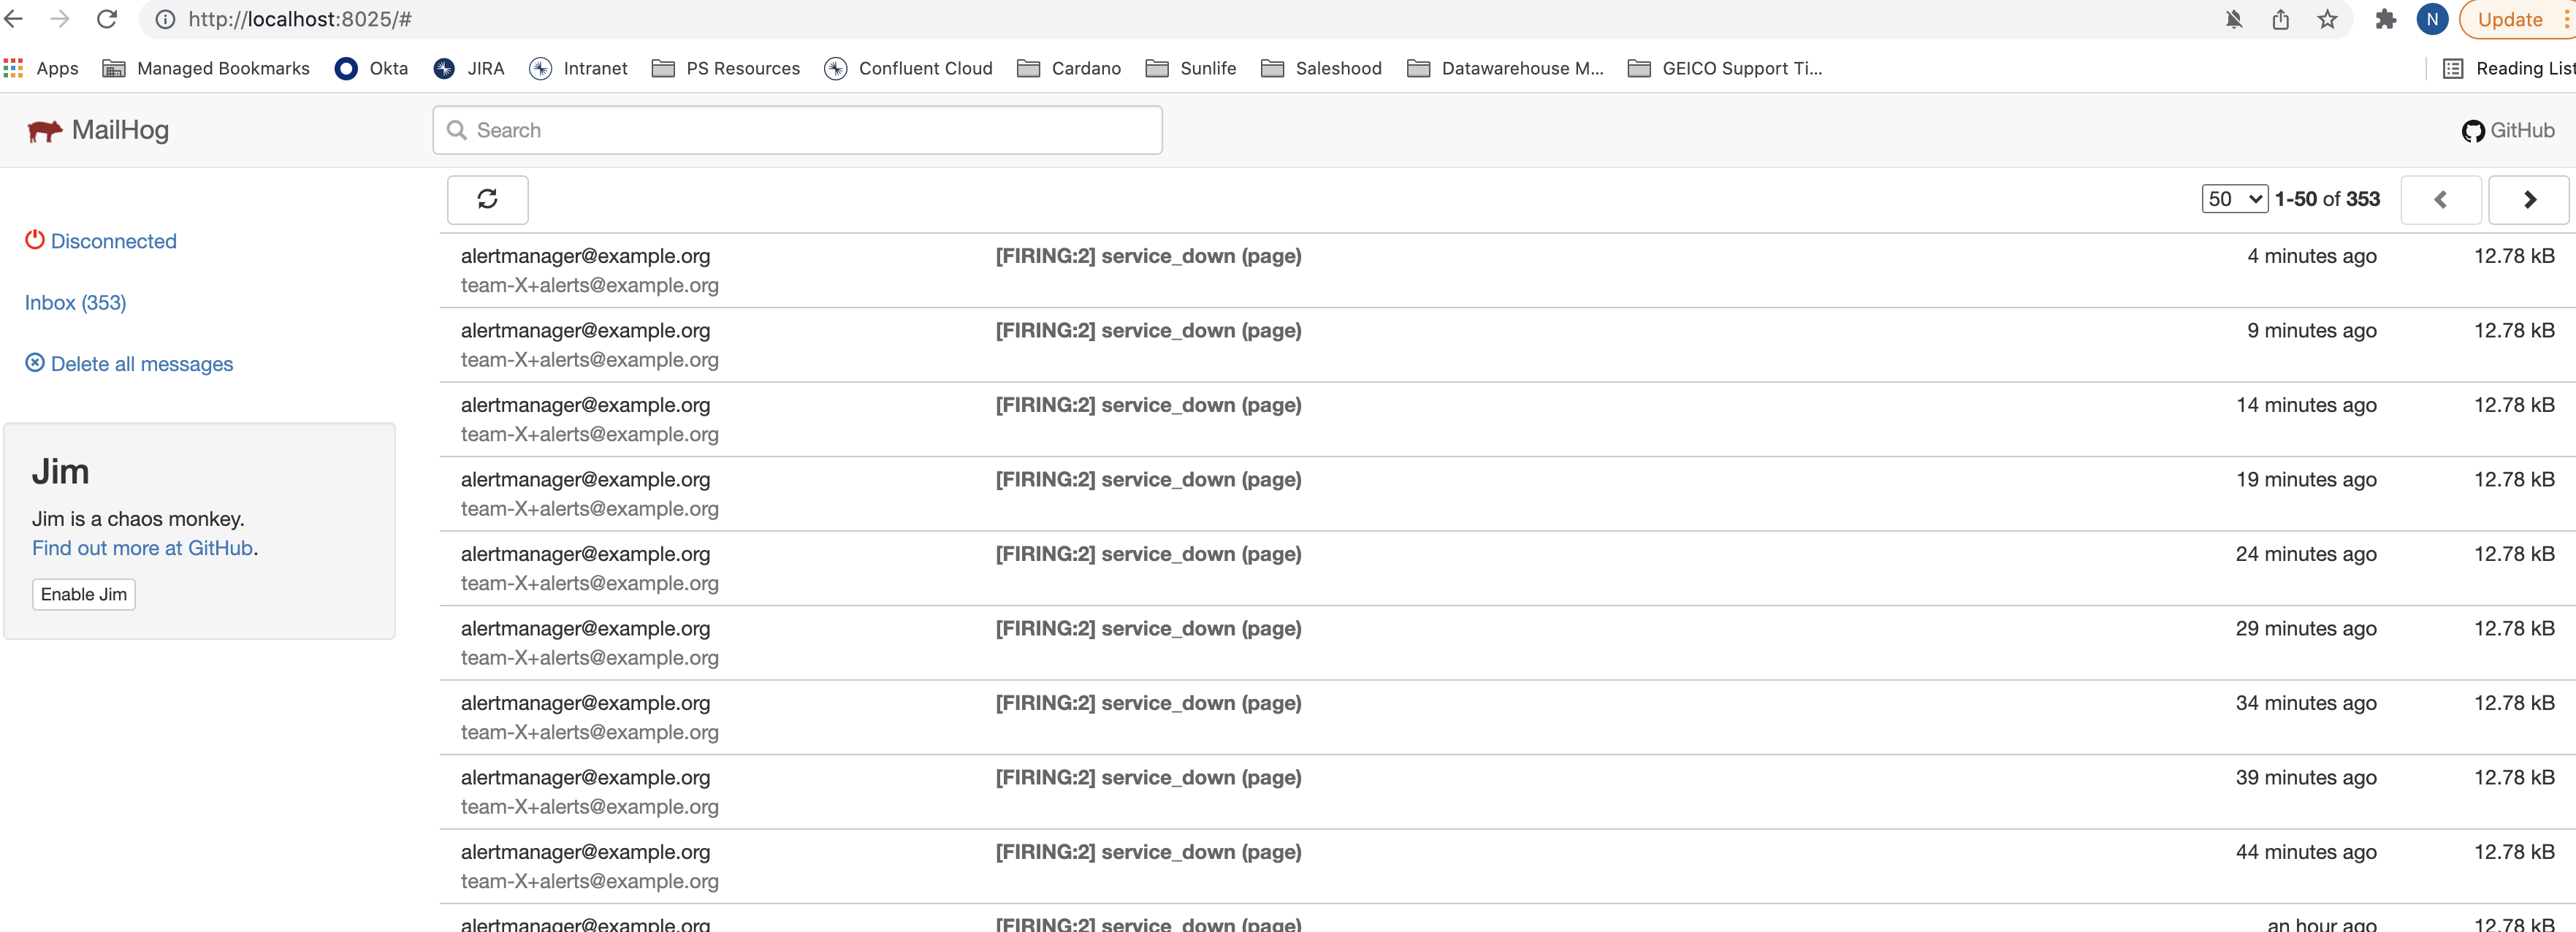 http://localhost:8025/#
N
Update
Apps Managed Bookmarks Okta JIRA Intranet PS Resources Confluent Cloud Cardano Sunlife Saleshood Datawarehouse M... GEICO Support Ti... Reading List
MailHog Search GitHub
50 1-50 of 353
Disconnected
Inbox (353)
Delete all messages
Jim
Jim is a chaos monkey.
Find out more at GitHub.
Enable Jim
alertmanager@example.org [FIRING:2] service_down (page) 4 minutes ago 12.78 kB
team-X+alerts@example.org
alertmanager@example.org [FIRING:2] service_down (page) 9 minutes ago 12.78 kB
team-X+alerts@example.org
alertmanager@example.org [FIRING:2] service_down (page) 14 minutes ago 12.78 kB
team-X+alerts@example.org
alertmanager@example.org [FIRING:2] service_down (page) 19 minutes ago 12.78 kB
team-X+alerts@example.org
alertmanager@example.org [FIRING:2] service_down (page) 24 minutes ago 12.78 kB
team-X+alerts@example.org
alertmanager@example.org [FIRING:2] service_down (page) 29 minutes ago 12.78 kB
team-X+alerts@example.org
alertmanager@example.org [FIRING:2] service_down (page) 34 minutes ago 12.78 kB
team-X+alerts@example.org
alertmanager@example.org [FIRING:2] service_down (page) 39 minutes ago 12.78 kB
team-X+alerts@example.org
alertmanager@example.org [FIRING:2] service_down (page) 44 minutes ago 12.78 kB
team-X+alerts@example.org
alertmanager@example.org [FIRING:2] service_down (page) an hour ago 12.78 kB